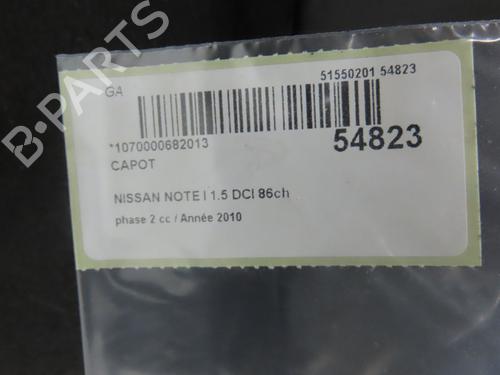 B-PARTS
GA
51550201 54823
*1070000682013
54823
CAPOT
NISSAN NOTE I 1.5 DCI 86ch
phase 2 cc / Année 2010